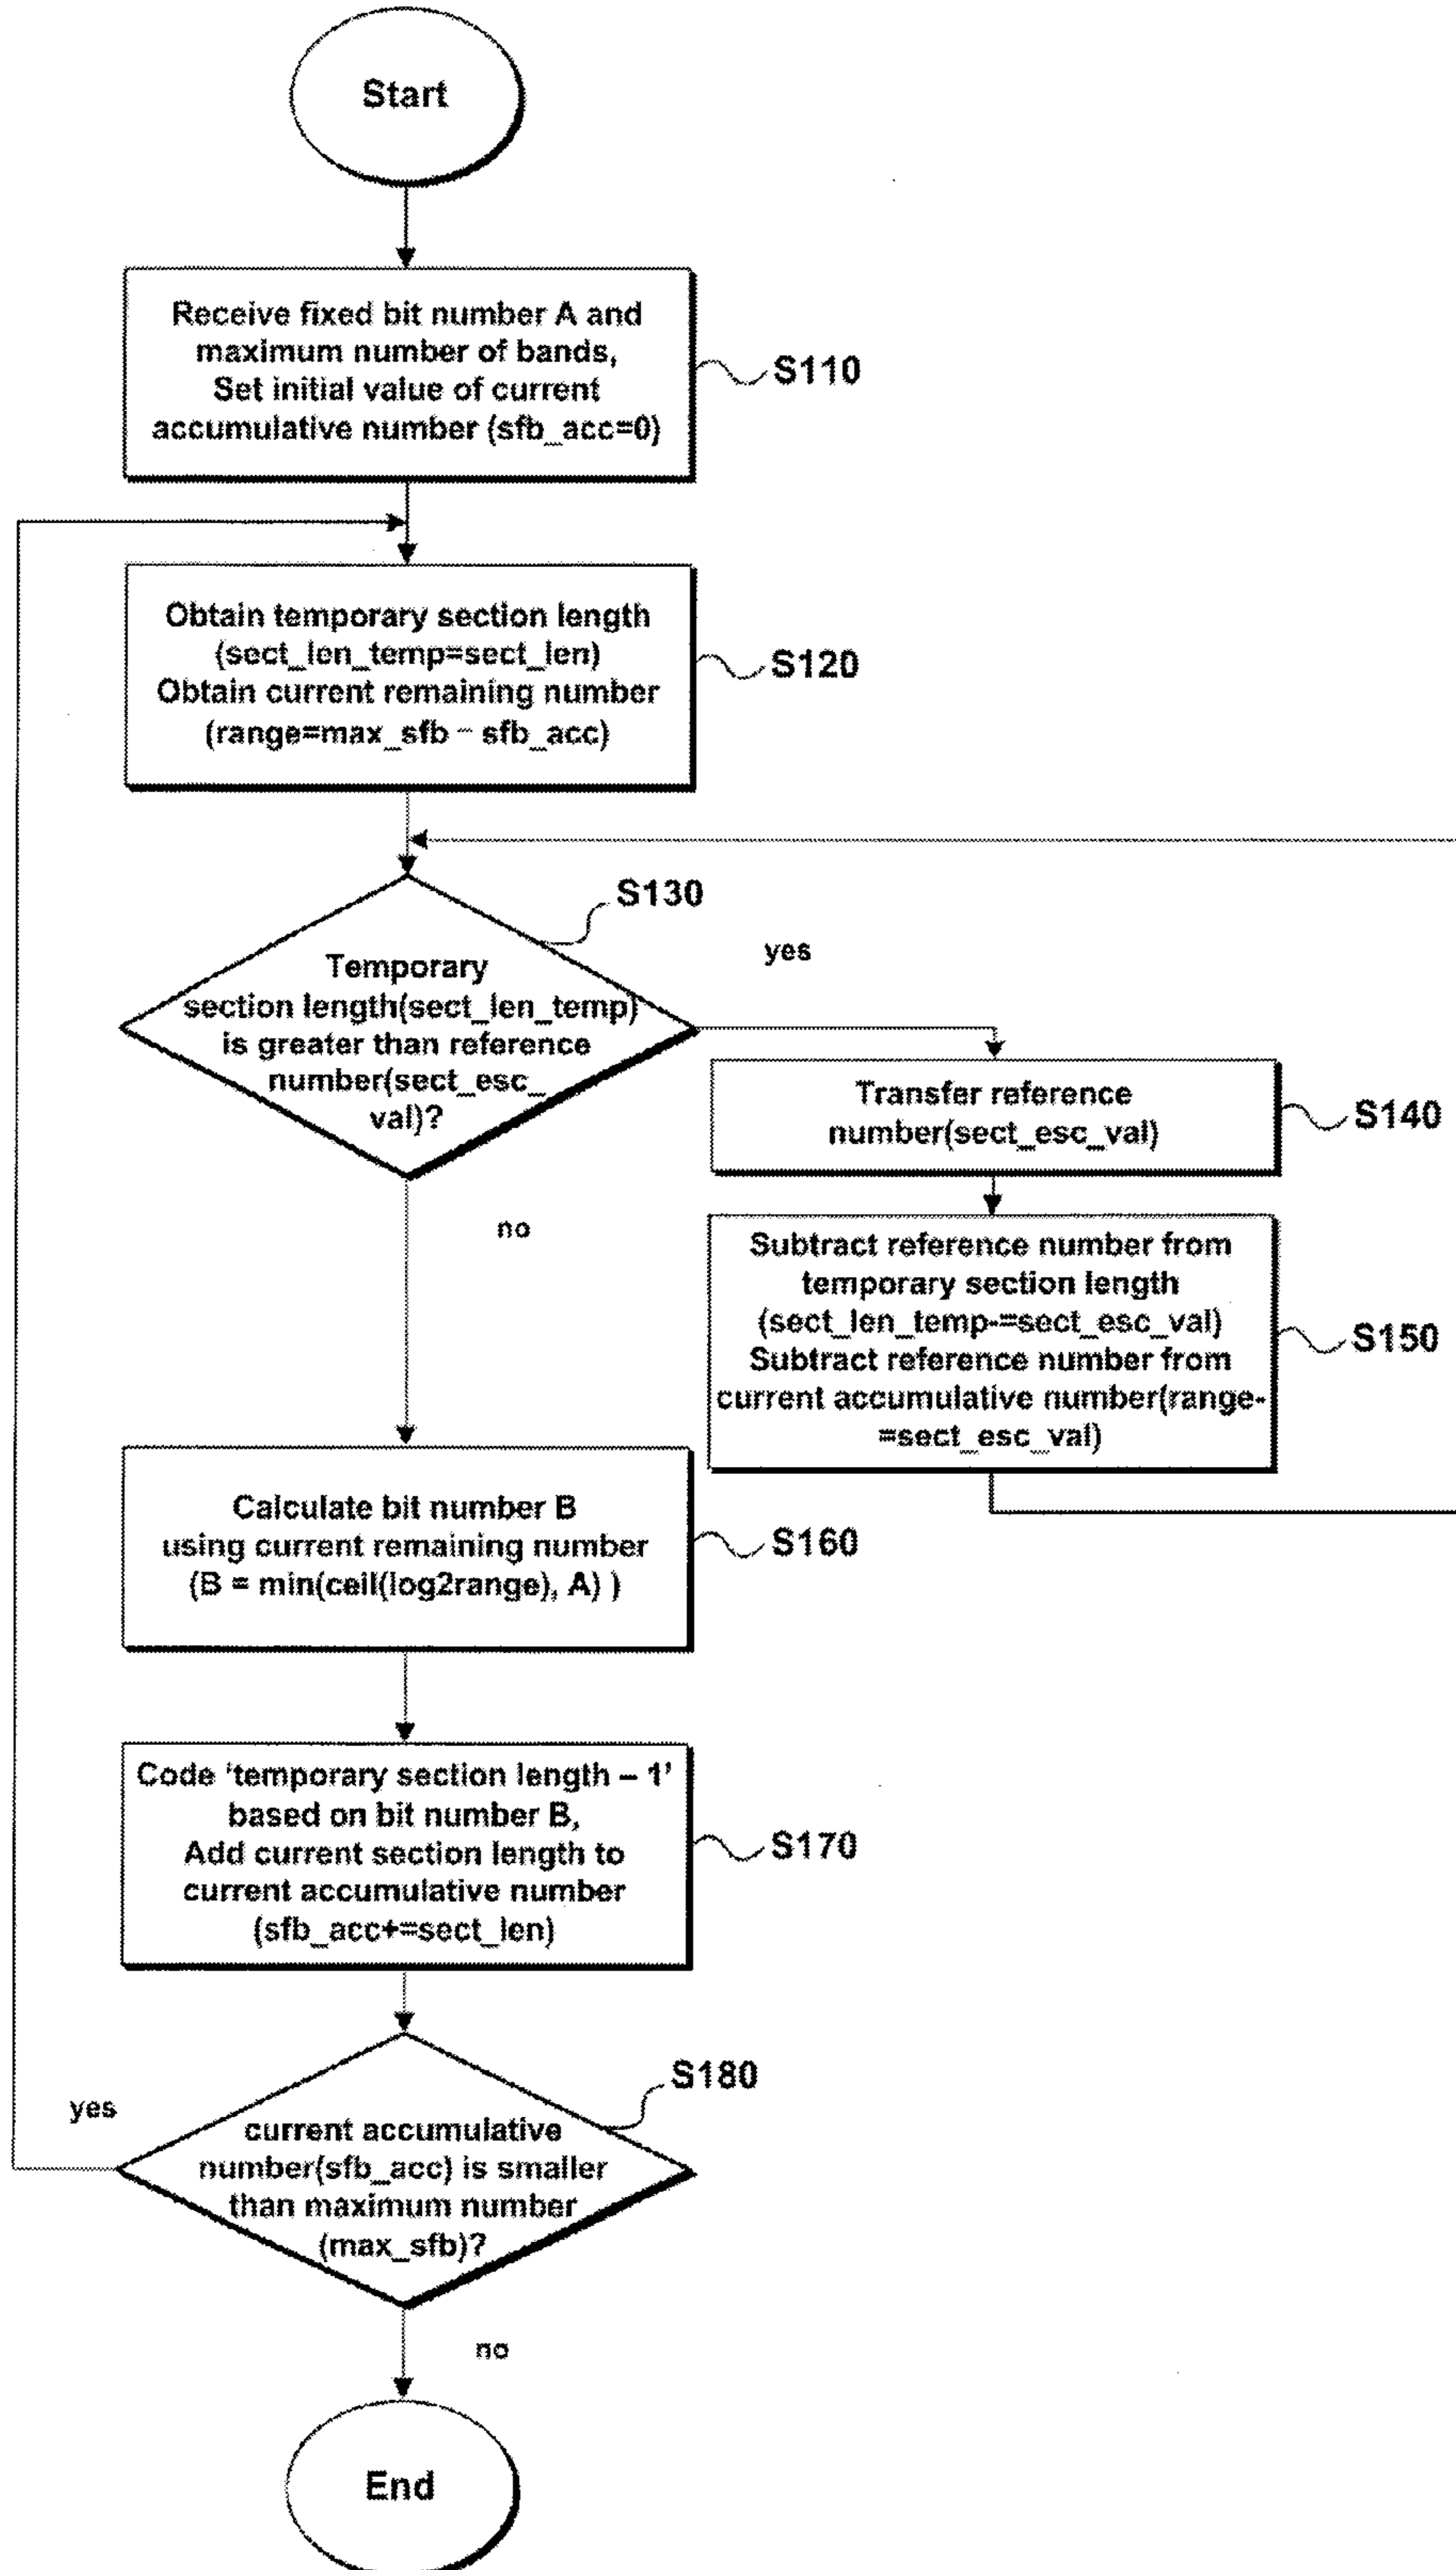 Start
Receive fixed bit number A and
maximum number of bands,
Set initial value of current
accumulative number (sfb_acc=0)
S110
Obtain temporary section length
(sect_len_temp=sect_len)
Obtain current remaining number
(range=max_sfb – sfb_acc)
S120
S130
yes
Temporary
section length(sect_len_temp)
is greater than reference
number(sect_esc_
val)?
Transfer reference
number(sect_esc_val)
S140
no
Subtract reference number from
temporary section length
(sect_len_temp-=sect_esc_val)
Subtract reference number from
current accumulative number(range-
=sect_esc_val)
S150
Calculate bit number B
using current remaining number
(B = min(ceil(log2range), A) )
S160
Code ‘temporary section length – 1’
based on bit number B,
Add current section length to
current accumulative number
(sfb_acc+=sect_len)
S170
S180
yes
current accumulative
number(sfb_acc) is smaller
than maximum number
(max_sfb)?
no
End